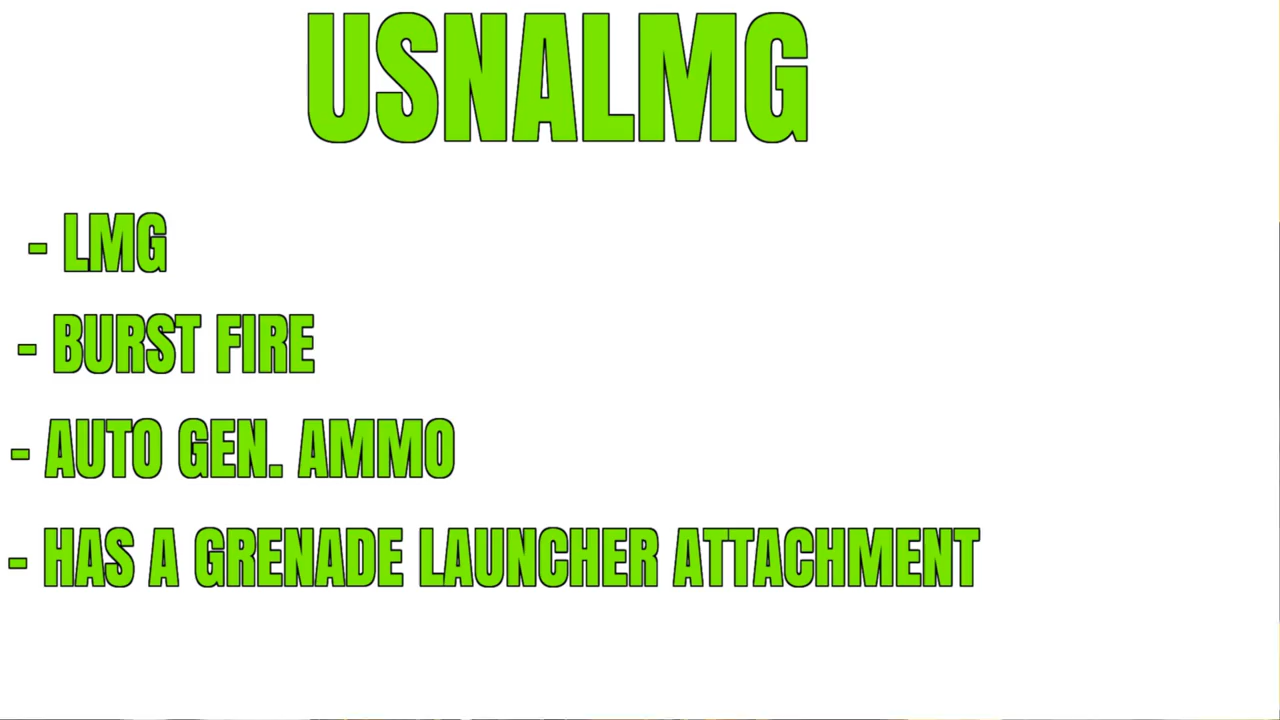 USNALMG
- LMG
- BURST FIRE
- AUTO GEN. AMMO
- HAS A GRENADE LAUNCHER ATTACHMENT